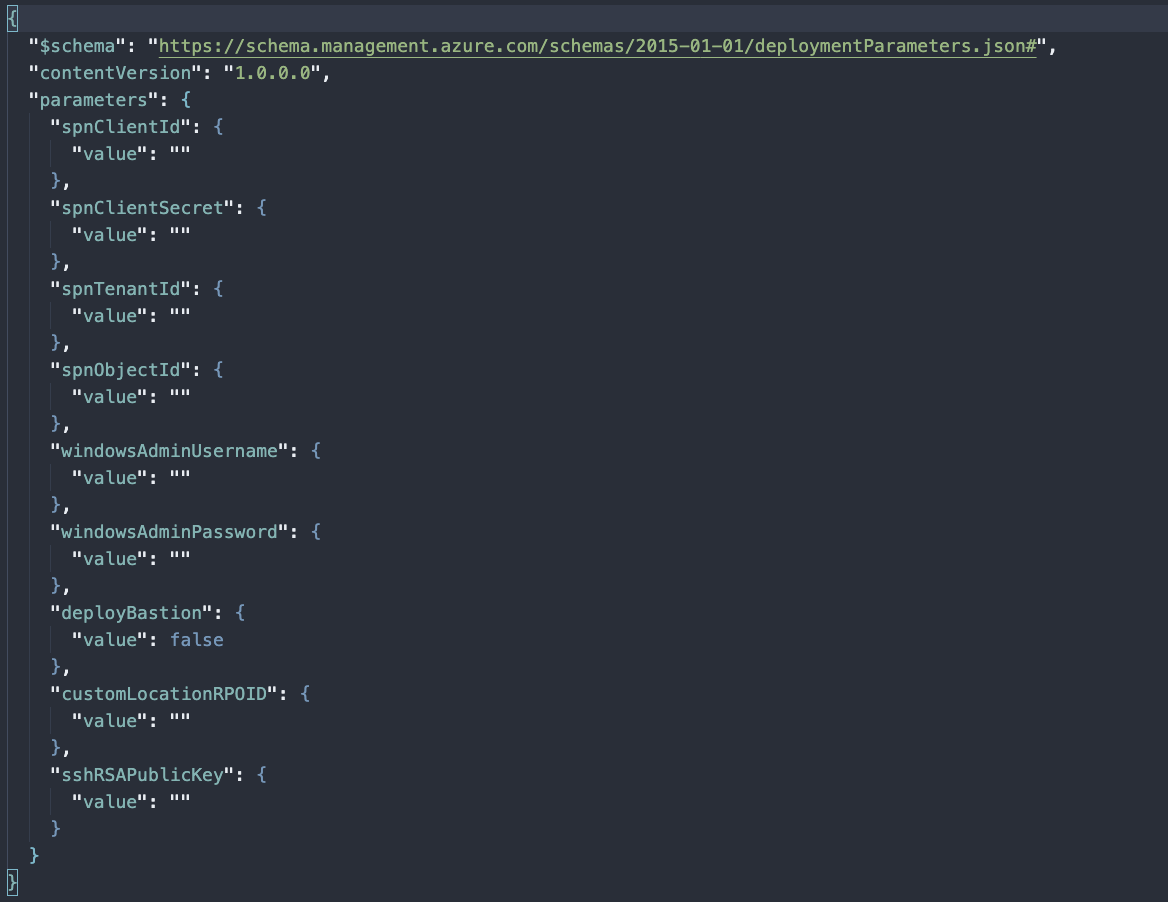 {
  "$schema": "https://schema.management.azure.com/schemas/2015-01-01/deploymentParameters.json#",
  "contentVersion": "1.0.0.0",
  "parameters": {
    "spnClientId": {
      "value": ""
    },
    "spnClientSecret": {
      "value": ""
    },
    "spnTenantId": {
      "value": ""
    },
    "spnObjectId": {
      "value": ""
    },
    "windowsAdminUsername": {
      "value": ""
    },
    "windowsAdminPassword": {
      "value": ""
    },
    "deployBastion": {
      "value": false
    },
    "customLocationRPOID": {
      "value": ""
    },
    "sshRSAPublicKey": {
      "value": ""
    }
  }
}